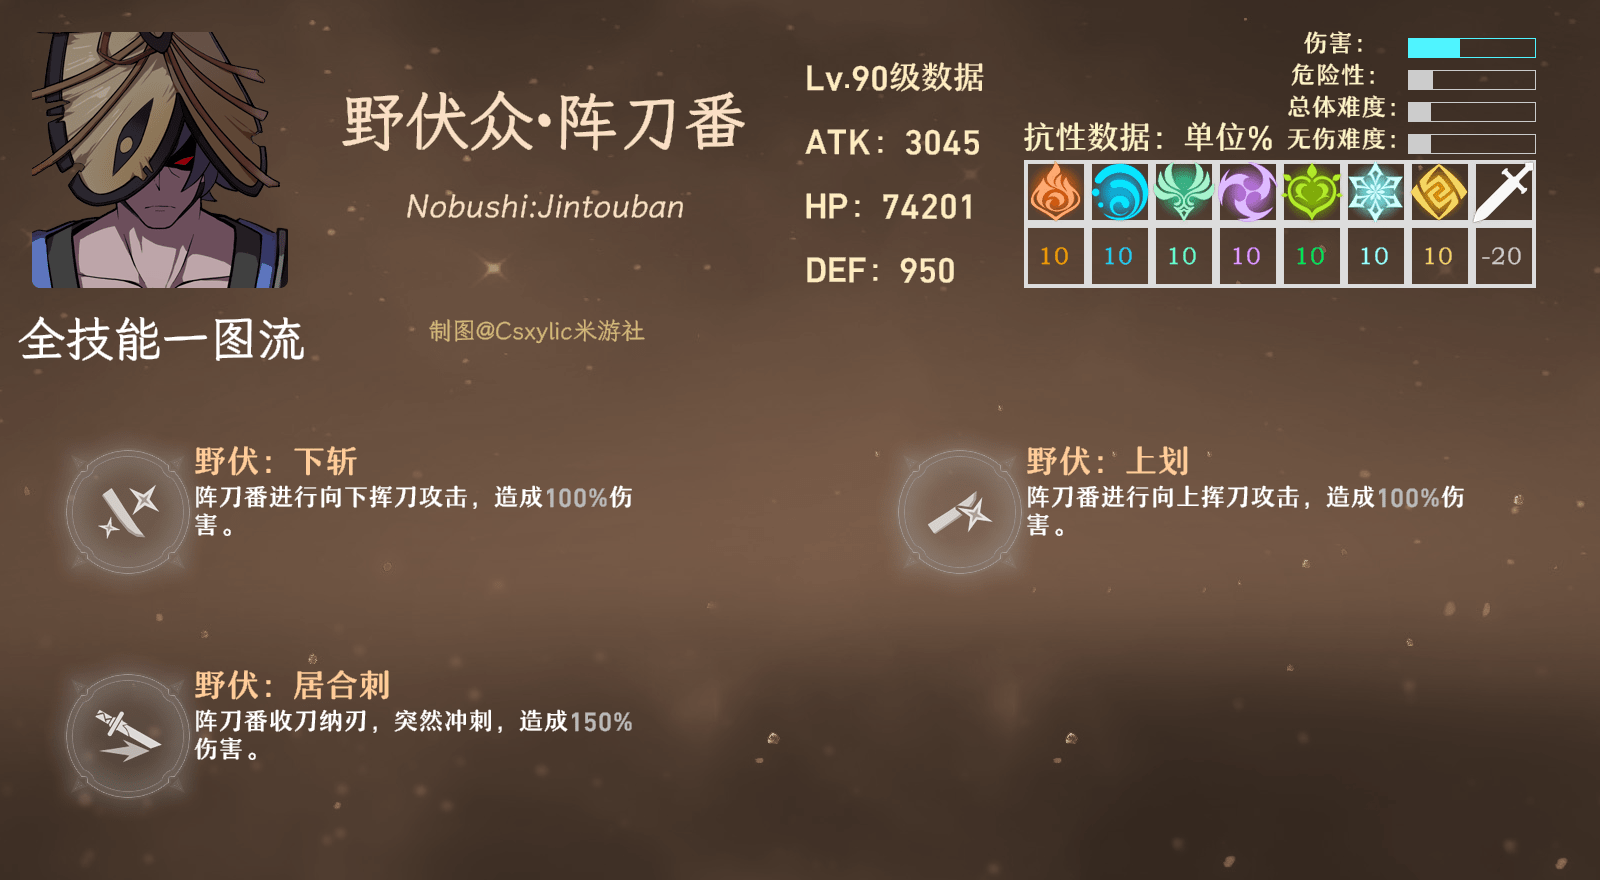 野伏众·阵刀番
Nobushi:Jintouban
制图@Csxylic米游社
全技能一图流
Lv.90级数据
ATK：3045
HP：74201
DEF：950
伤害：
危险性：
总体难度：
无伤难度：
抗性数据：单位%
10 10 10 10 10 10 10 -20
野伏：下斩
阵刀番进行向下挥刀攻击，造成100%伤
害。
野伏：上划
阵刀番进行向上挥刀攻击，造成100%伤
害。
野伏：居合刺
阵刀番收刀纳刃，突然冲刺，造成150%
伤害。